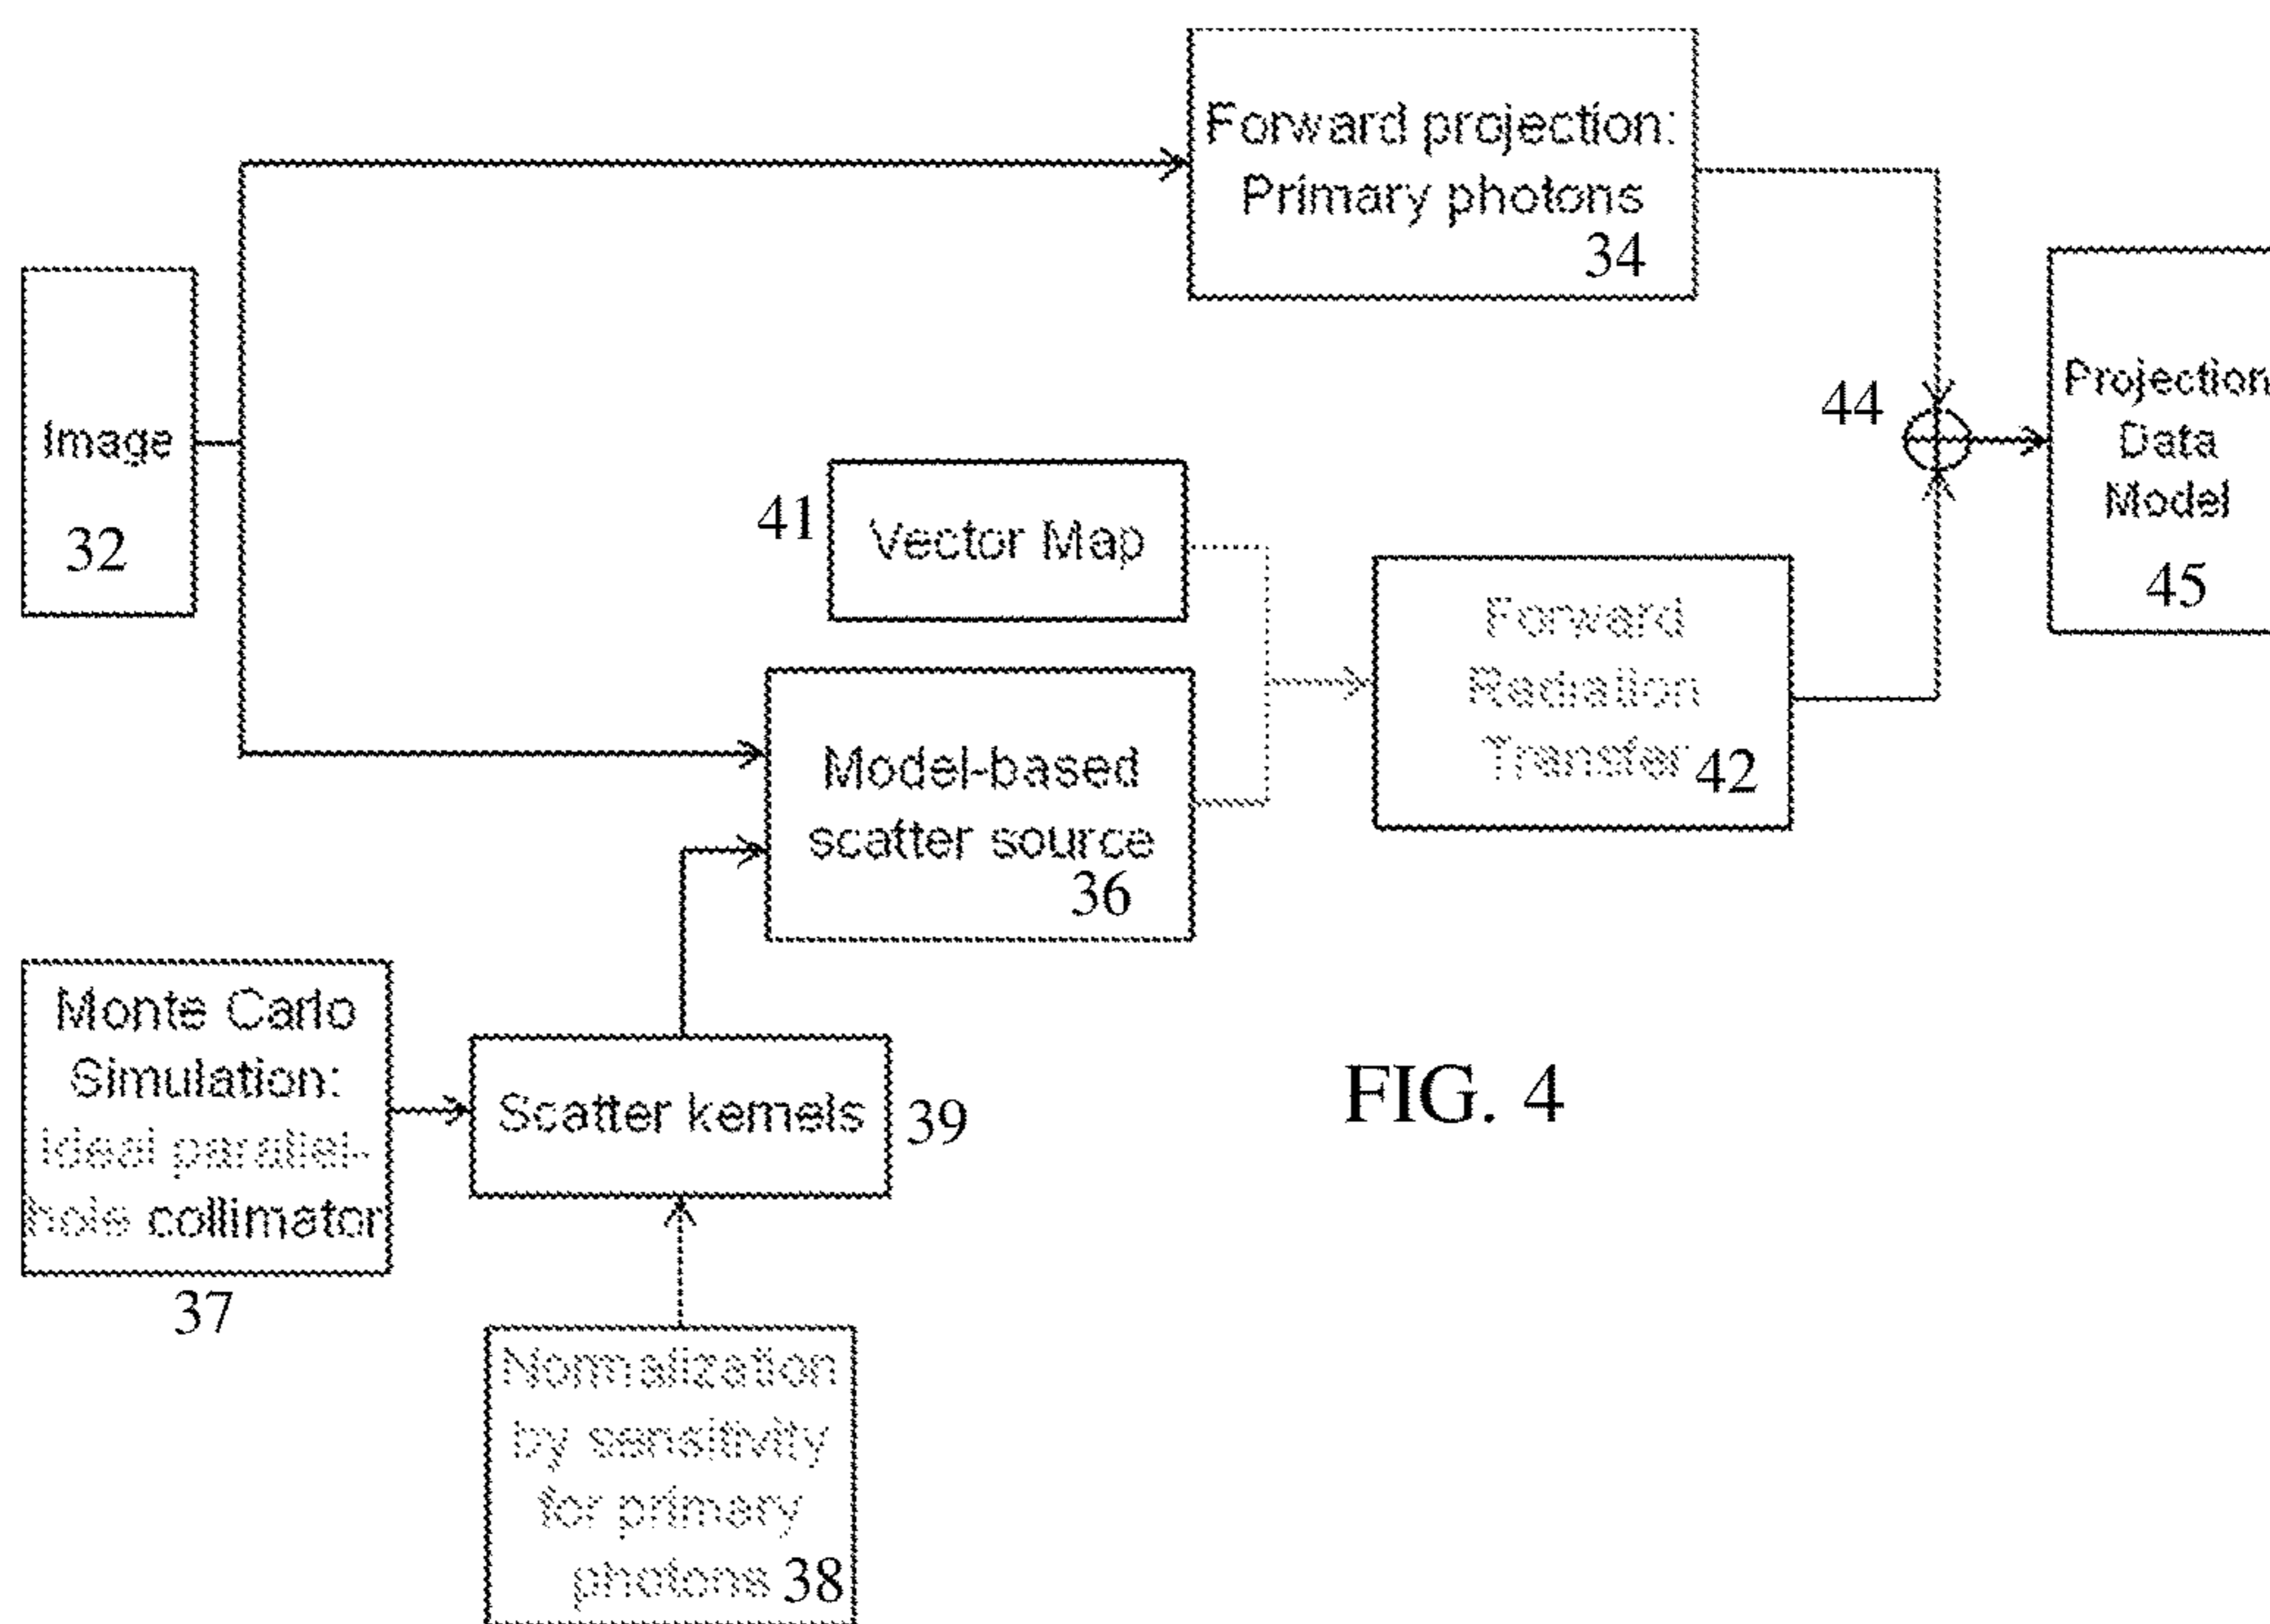 Forward projection:
Primary photons
34
Image
32
44
Projection
Data
Model
45
41
Vector Map
Forward
Radiation
Transfer 42
Model-based
scatter source
36
Monte Carlo
Simulation:
Ideal parallel-
hole collimator
37
Scatter kernels
39
FIG. 4
Normalization
by sensitivity
for primary
photons 38